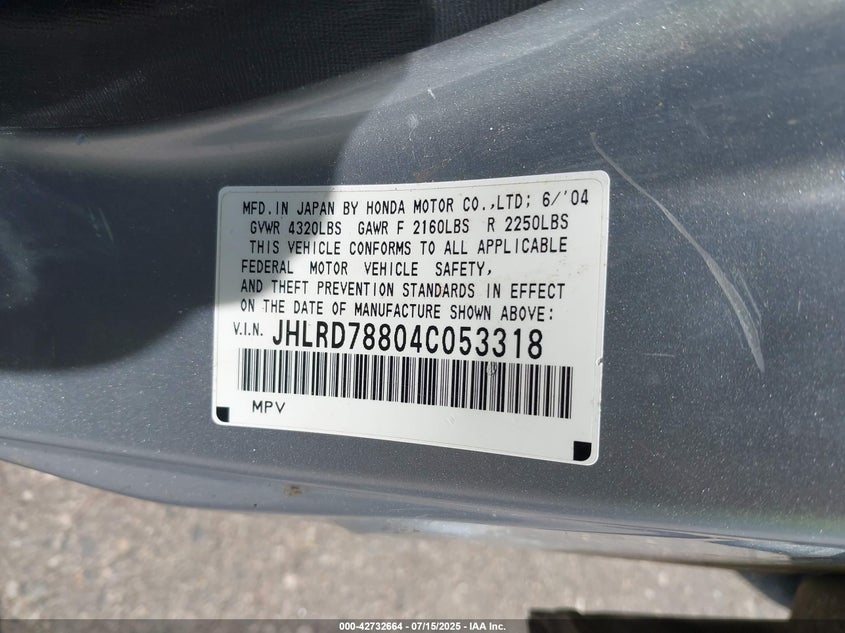 MFD.IN JAPAN BY HONDA MOTOR CO.,LTD; 6/'04
GVWR 4320LBS GAWR F 2160LBS R 2250LBS
THIS VEHICLE CONFORMS TO ALL APPLICABLE
FEDERAL MOTOR VEHICLE SAFETY,
AND THEFT PREVENTION STANDARDS IN EFFECT
ON THE DATE OF MANUFACTURE SHOWN ABOVE:
V.I.N. JHLRD78804C053318
MPV
000-42732664 - 07/15/2025 - IAA Inc.